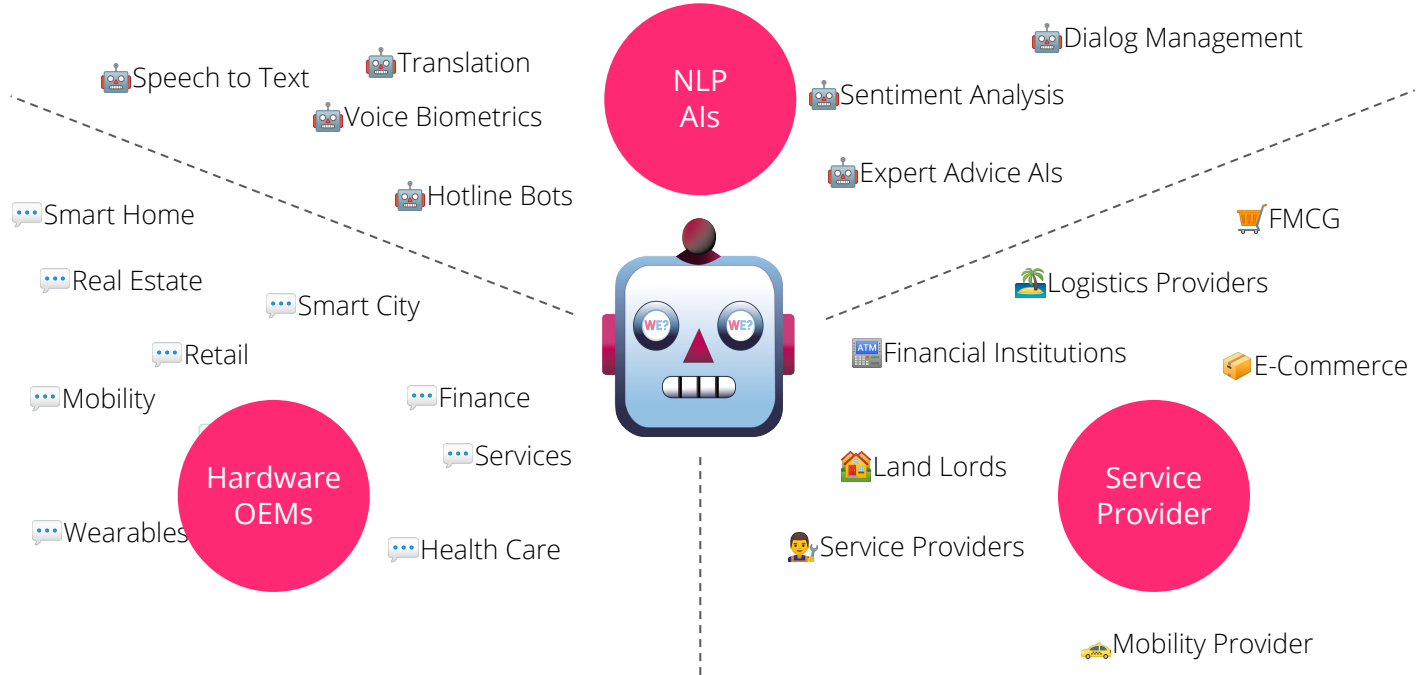 Dialog Management
Translation
Speech to Text
NLP
AIs
Sentiment Analysis
Voice Biometrics
Expert Advice AIs
Hotline Bots
Smart Home
FMCG
Real Estate
Logistics Providers
Smart City
WE?
WE?
Retail
ATM
Financial Institutions
E-Commerce
Mobility
Finance
Services
Land Lords
Hardware
OEMs
Service
Provider
Wearables
Health Care
Service Providers
Mobility Provider